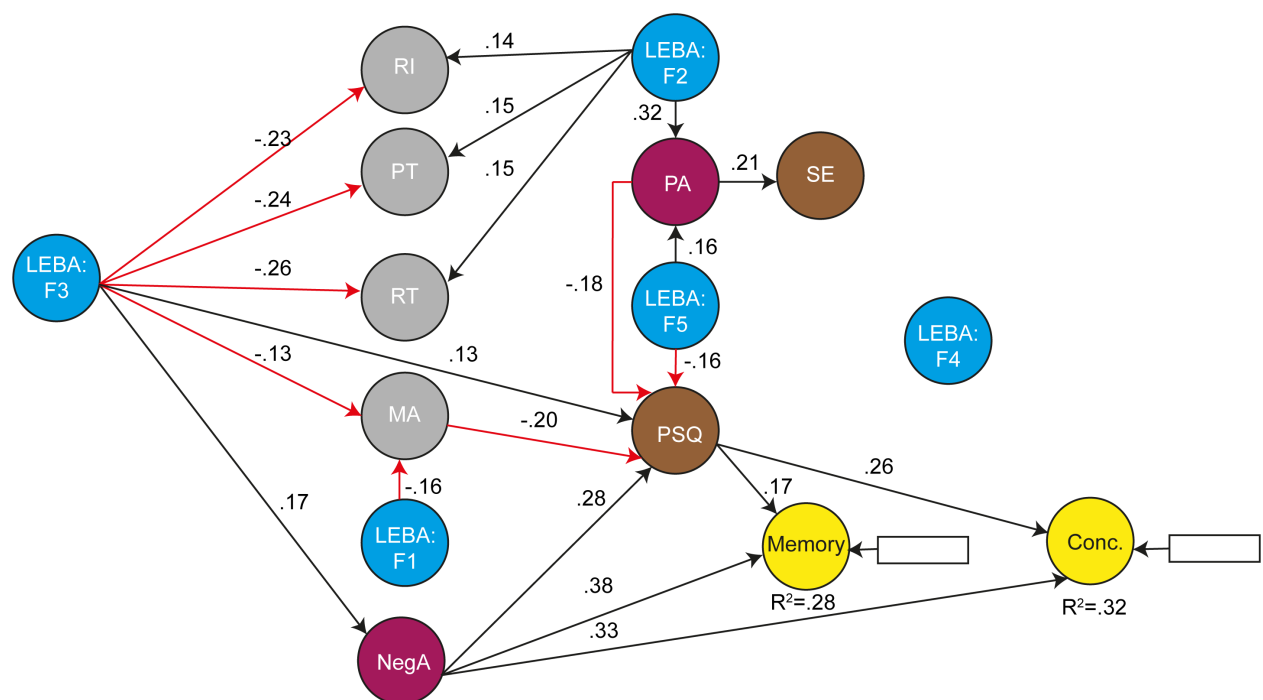 RI
.14
LEBA:
F2
.15
.32
-.23
PT
.15
PA
.21
SE
-.24
.16
LEBA:
F3
-.26
RT
-.18
LEBA:
F5
LEBA:
F4
-.13
.13
-.16
MA
-.20
PSQ
.26
.17
-.16
.28
.17
LEBA:
F1
Memory
Conc.
.38
R²=.28
R²=.32
.33
NegA